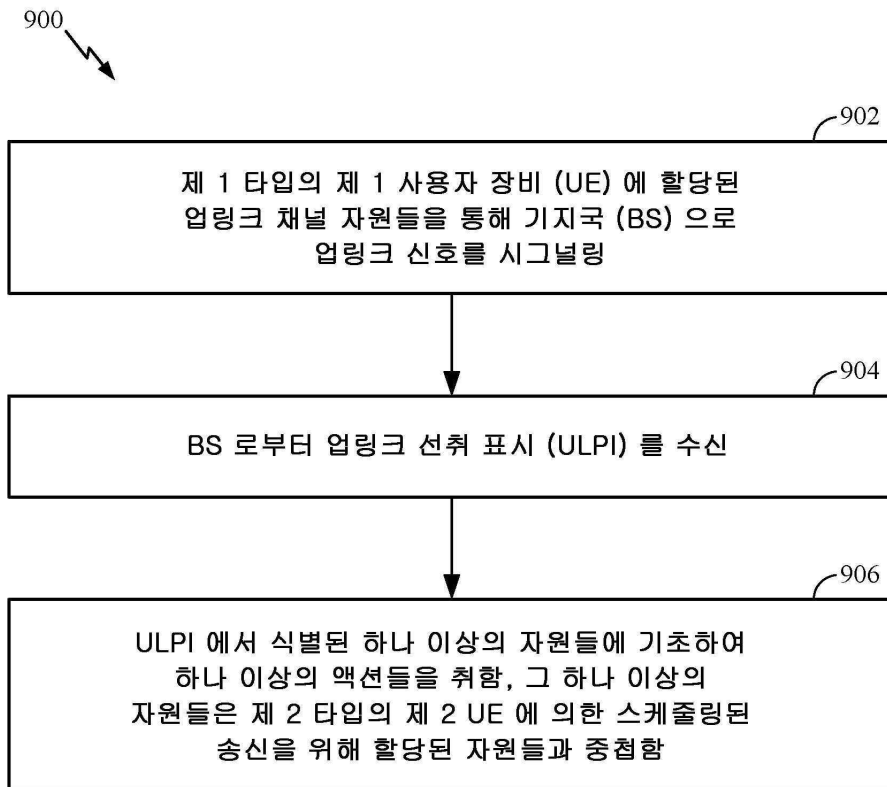 900
902
제 1 타입의 제 1 사용자 장비 (UE) 에 할당된
업링크 채널 자원들을 통해 기지국 (BS) 으로
업링크 신호를 시그널링
904
BS 로부터 업링크 선취 표시 (ULPI) 를 수신
906
ULPI 에서 식별된 하나 이상의 자원들에 기초하여
하나 이상의 액션들을 취함, 그 하나 이상의
자원들은 제 2 타입의 제 2 UE 에 의한 스케줄링된
송신을 위해 할당된 자원들과 중첩함